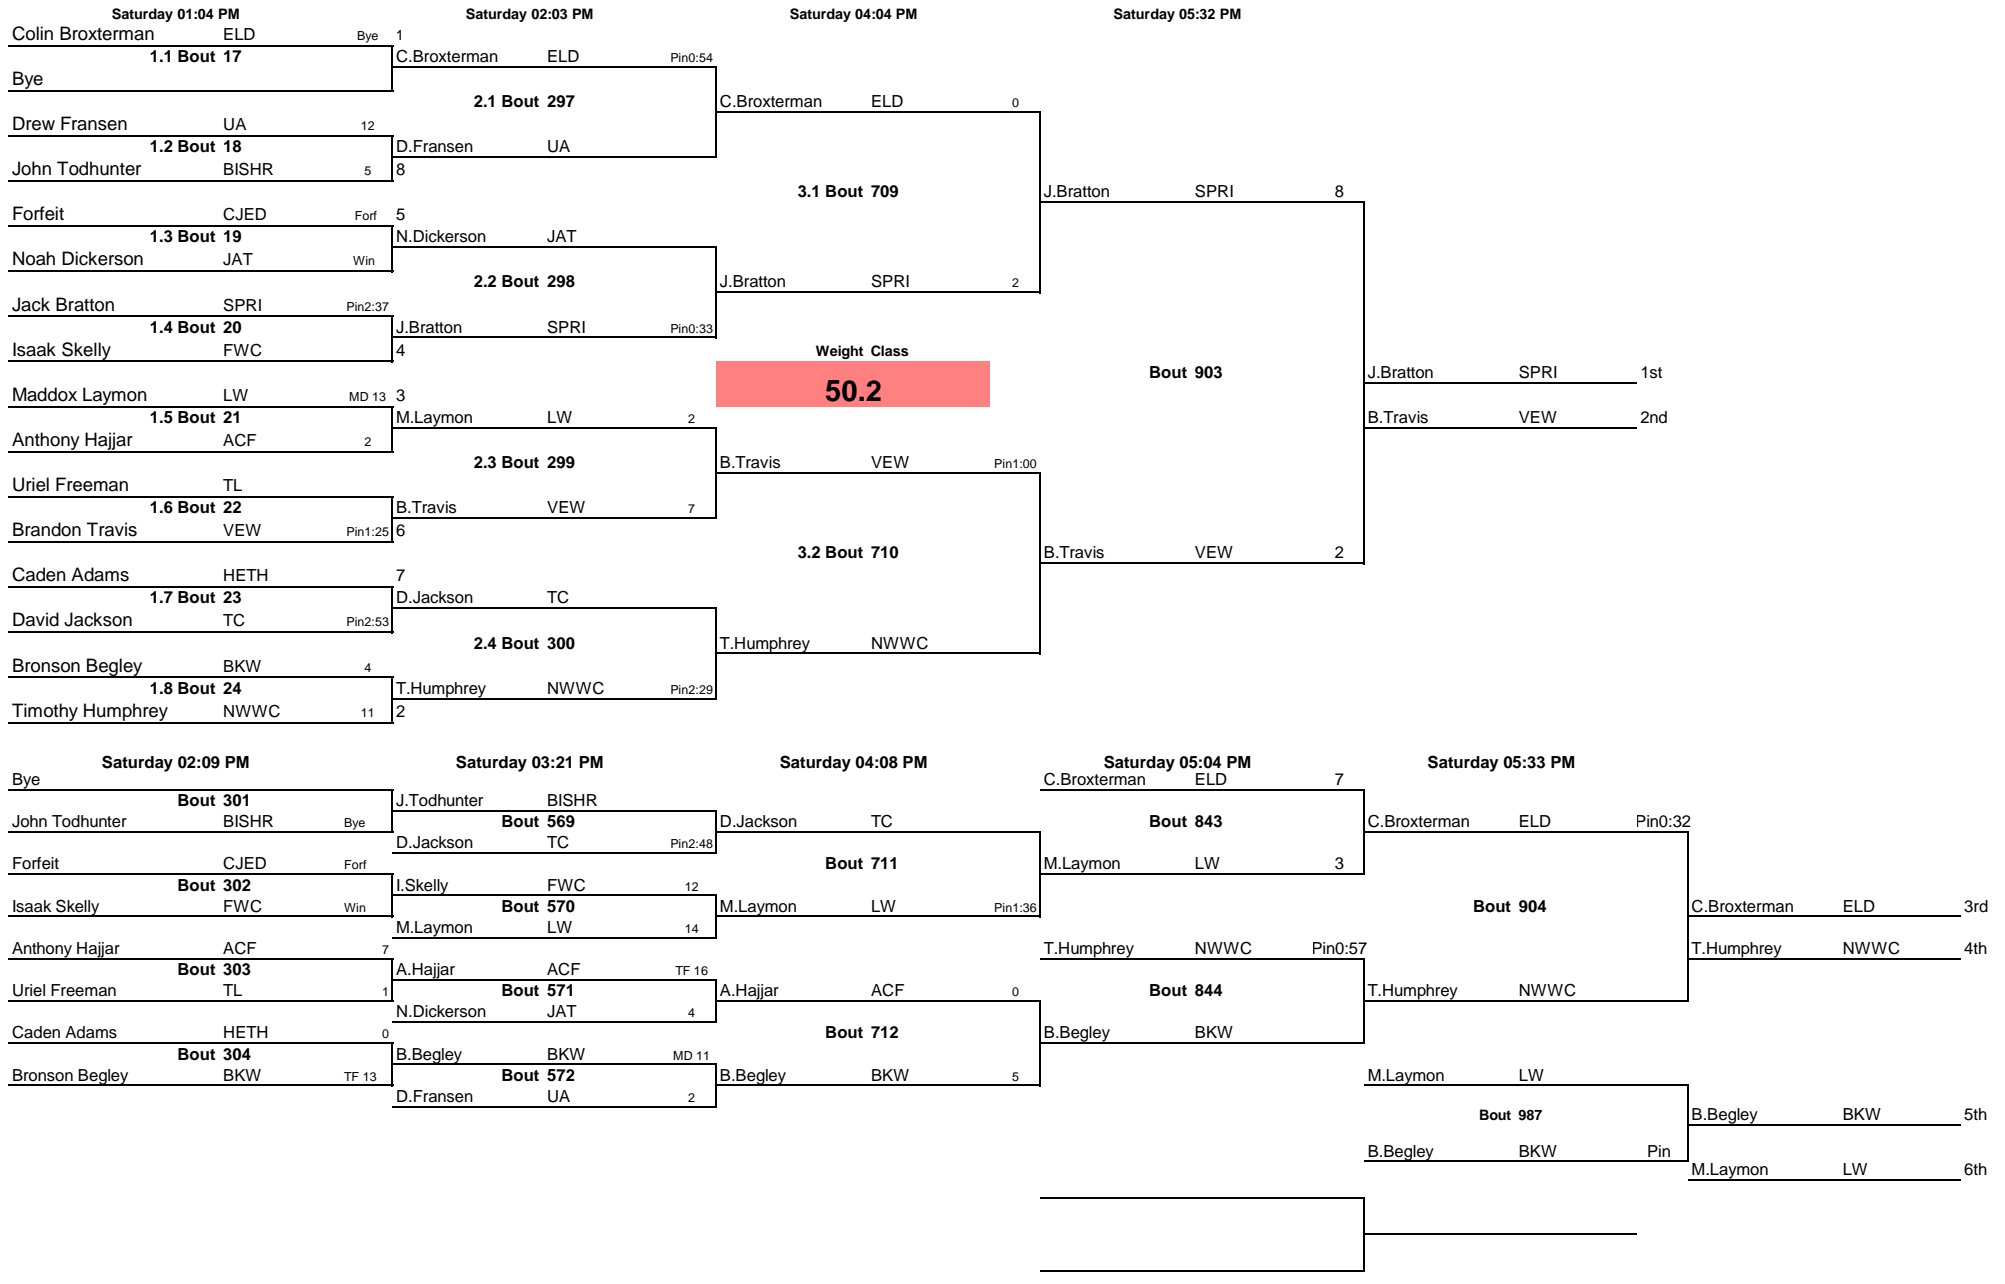 Saturday 01:04 PM Saturday 02:03 PM Saturday 04:04 PM Saturday 05:32 PM
Colin Broxterman ELD Bye 1
1.1 Bout 17 C.Broxterman ELD Pin0:54
Bye
2.1 Bout 297 C.Broxterman ELD 0
Drew Fransen UA 12
1.2 Bout 18 D.Fransen UA
John Todhunter BISHR 5 8
3.1 Bout 709 J.Bratton SPRI 8
Forfeit CJED Forf 5
1.3 Bout 19 N.Dickerson JAT
Noah Dickerson JAT Win
2.2 Bout 298 J.Bratton SPRI 2
Jack Bratton SPRI Pin2:37
1.4 Bout 20 J.Bratton SPRI Pin0:33
Isaak Skelly FWC 4 Weight Class
Bout 903 J.Bratton SPRI 1st
50.2
Maddox Laymon LW MD 13 3
1.5 Bout 21 M.Laymon LW 2 B.Travis VEW 2nd
Anthony Hajjar ACF 2
2.3 Bout 299 B.Travis VEW Pin1:00
Uriel Freeman TL
1.6 Bout 22 B.Travis VEW 7
Brandon Travis VEW Pin1:25 6
3.2 Bout 710 B.Travis VEW 2
Caden Adams HETH 7
1.7 Bout 23 D.Jackson TC
David Jackson TC Pin2:53
2.4 Bout 300 T.Humphrey NWWC
Bronson Begley BKW 4
1.8 Bout 24 T.Humphrey NWWC Pin2:29
Timothy Humphrey NWWC 11 2
Saturday 02:09 PM Saturday 03:21 PM Saturday 04:08 PM Saturday 05:04 PM Saturday 05:33 PM
Bye C.Broxterman ELD 7
Bout 301 J.Todhunter BISHR
John Todhunter BISHR Bye Bout 569 D.Jackson TC Bout 843 C.Broxterman ELD Pin0:32
D.Jackson TC Pin2:48
Forfeit CJED Forf Bout 711 M.Laymon LW 3
Bout 302 I.Skelly FWC 12
Isaak Skelly FWC Win Bout 570 M.Laymon LW Pin1:36 Bout 904 C.Broxterman ELD 3rd
M.Laymon LW 14
Anthony Hajjar ACF 7 T.Humphrey NWWC Pin0:57 T.Humphrey NWWC 4th
Bout 303 A.Hajjar ACF TF 16
Uriel Freeman TL 1 Bout 571 A.Hajjar ACF 0 Bout 844 T.Humphrey NWWC
N.Dickerson JAT 4
Caden Adams HETH 0 Bout 712 B.Begley BKW
Bout 304 B.Begley BKW MD 11
Bronson Begley BKW TF 13 Bout 572 B.Begley BKW 5 M.Laymon LW
D.Fransen UA 2
Bout 987 B.Begley BKW 5th
B.Begley BKW Pin
M.Laymon LW 6th